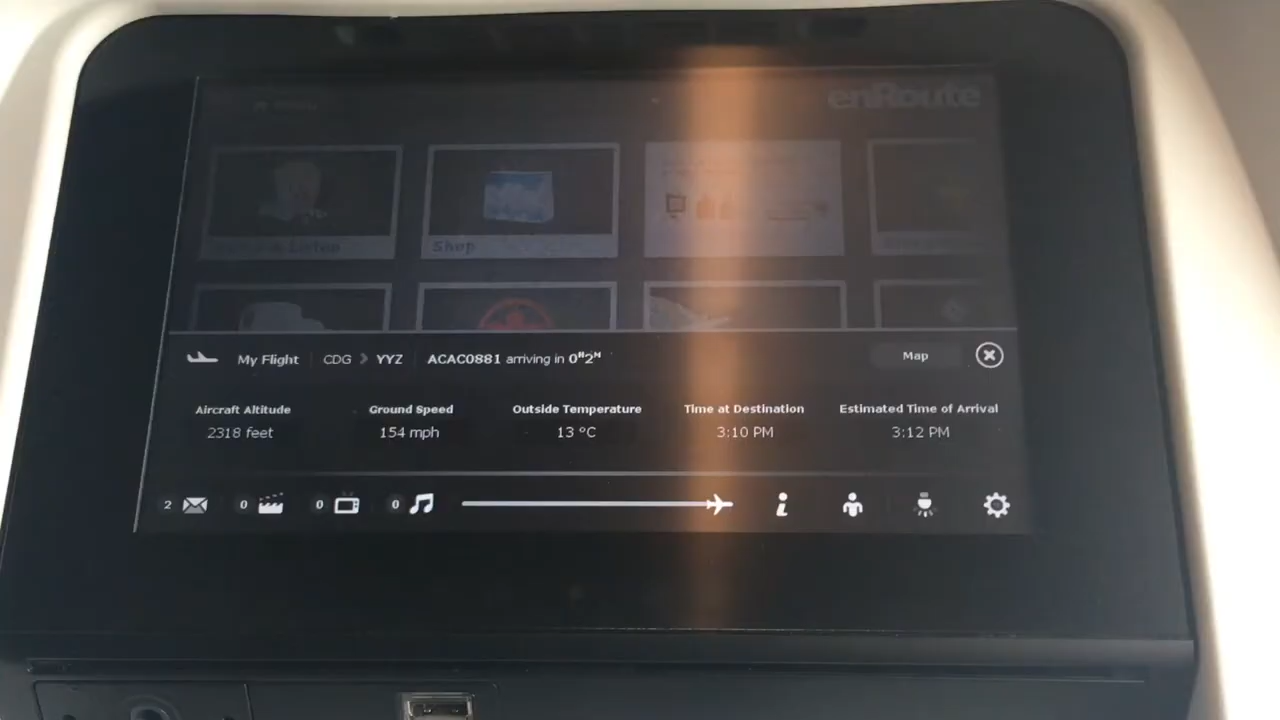 enRoute
Shop
My Flight CDG > YYZ ACAC0881 arriving in 0H2M Map
Aircraft Altitude Ground Speed Outside Temperature Time at Destination Estimated Time of Arrival
2318 feet 154 mph 13 °C 3:10 PM 3:12 PM
2 0 0 0